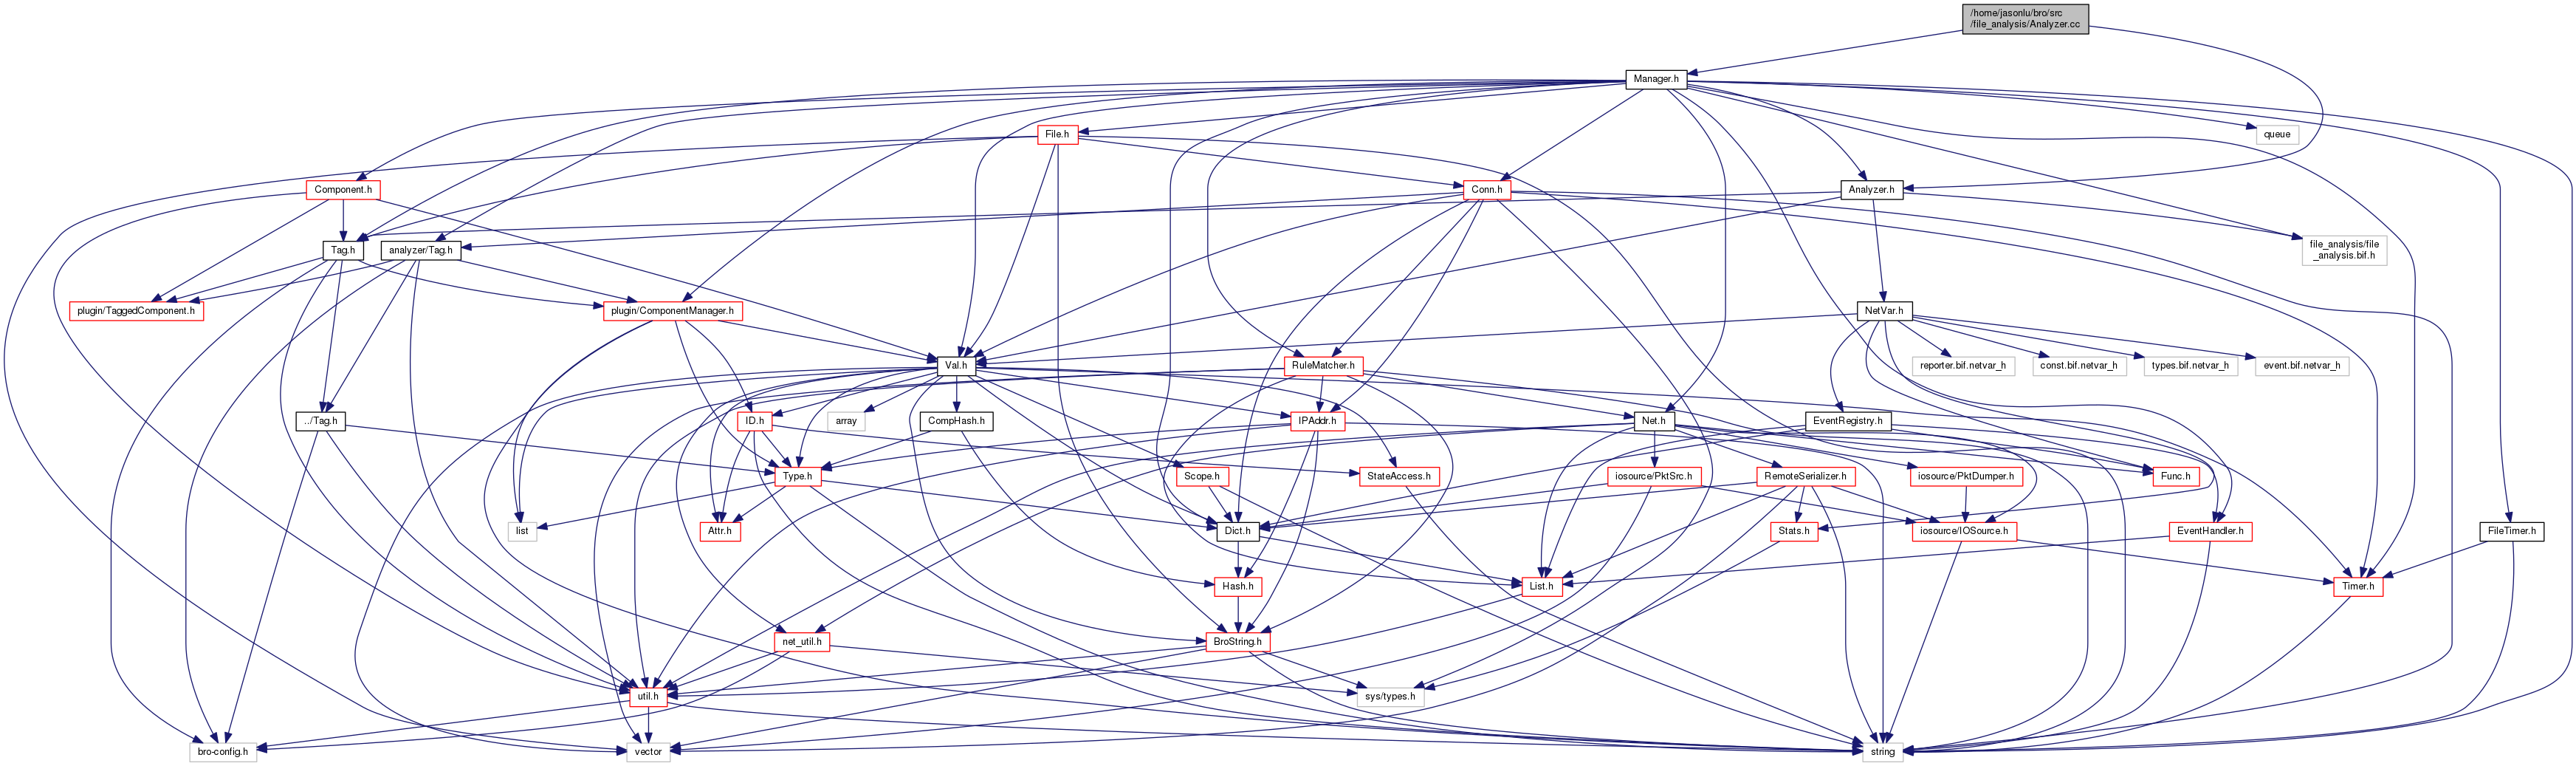 /home/jasonlu/bro/src
/file_analysis/Analyzer.cc
Manager.h
File.h
queue
Component.h
Conn.h
Analyzer.h
Tag.h
analyzer/Tag.h
file_analysis/file
_analysis.bif.h
plugin/TaggedComponent.h
plugin/ComponentManager.h
NetVar.h
Val.h
RuleMatcher.h
reporter.bif.netvar_h
const.bif.netvar_h
types.bif.netvar_h
event.bif.netvar_h
../Tag.h
ID.h
array
CompHash.h
IPAddr.h
Net.h
EventRegistry.h
Type.h
Scope.h
StateAccess.h
iosource/PktSrc.h
RemoteSerializer.h
iosource/PktDumper.h
Func.h
list
Attr.h
Dict.h
Stats.h
iosource/IOSource.h
EventHandler.h
FileTimer.h
Hash.h
List.h
Timer.h
net_util.h
BroString.h
util.h
sys/types.h
bro-config.h
vector
string